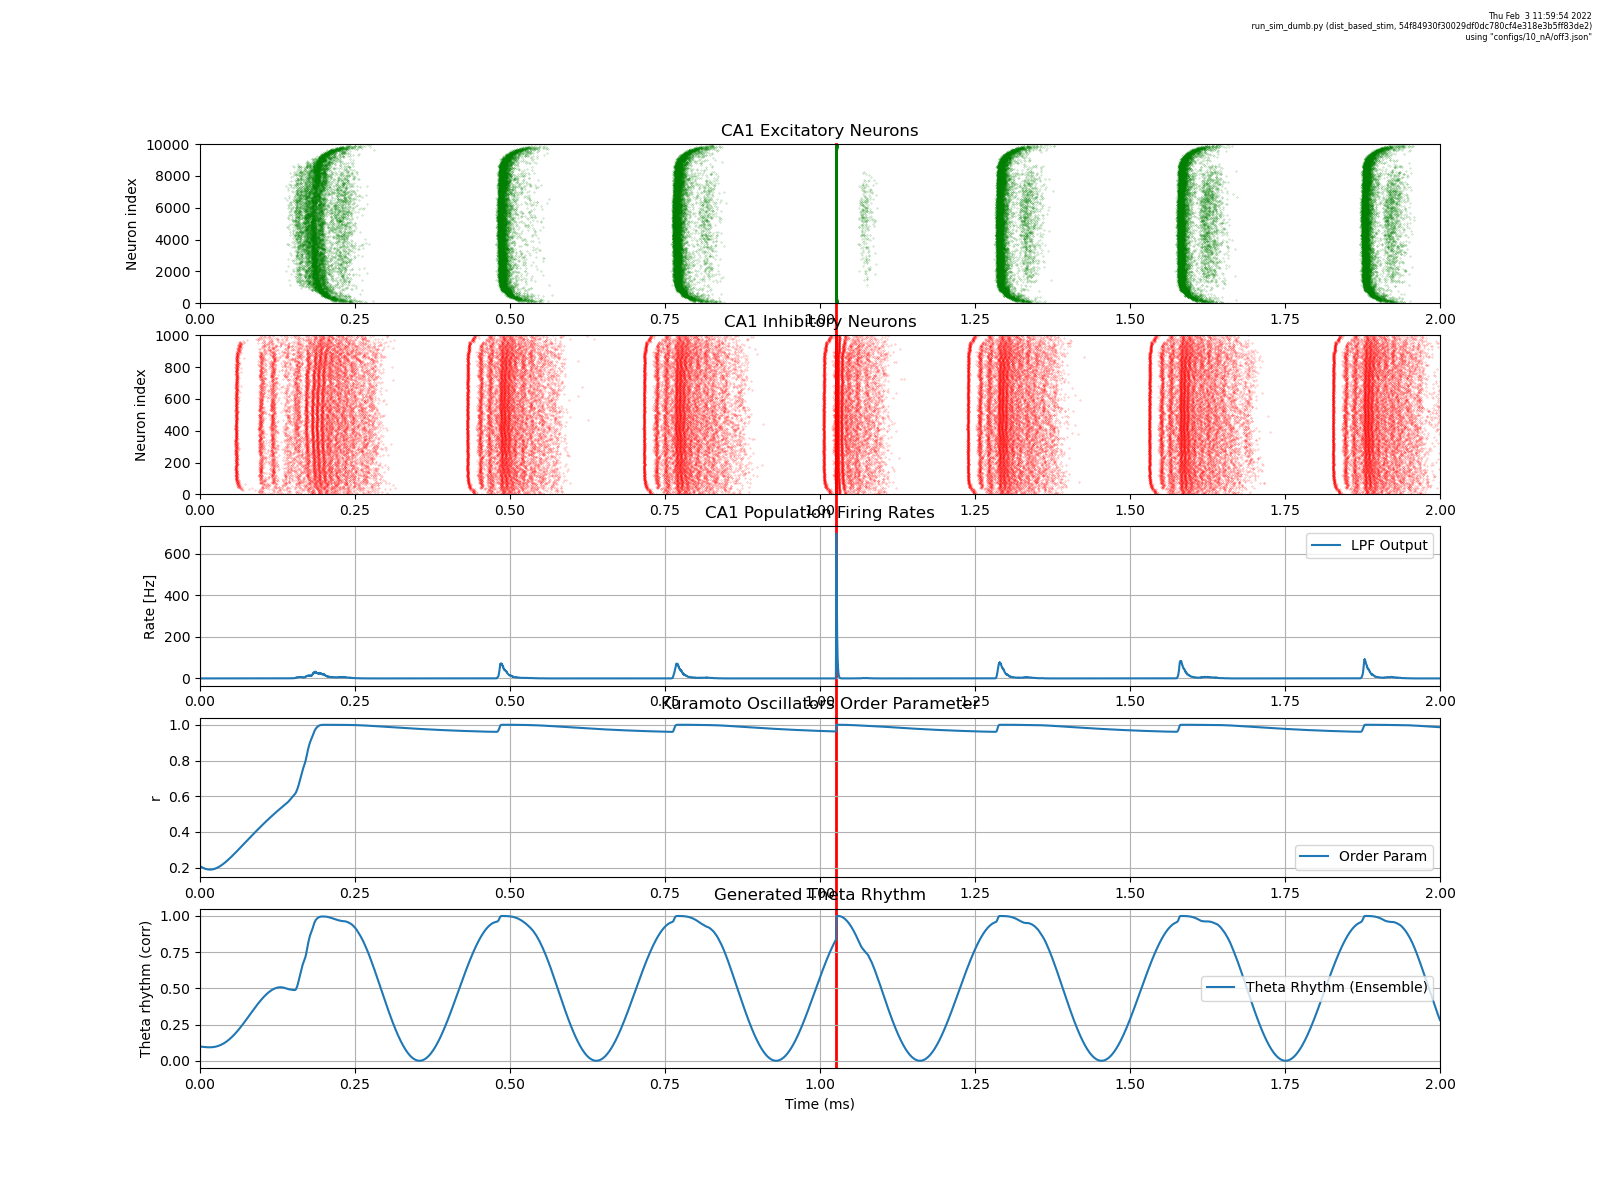 Thu Feb  3 11:59:54 2022
run_sim_dumb.py (dist_based_stim, 54f84930f30029df0dc780cf4e318e3b5ff83de2)
using "configs/10_nA/off3.json"
CA1 Excitatory Neurons
Neuron index
10000
8000
6000
4000
2000
0
0.00 0.25 0.50 0.75 1.00 1.25 1.50 1.75 2.00
CA1 Inhibitory Neurons
Neuron index
1000
800
600
400
200
0
0.00 0.25 0.50 0.75 1.00 1.25 1.50 1.75 2.00
CA1 Population Firing Rates
Rate [Hz]
600
400
200
0
LPF Output
0.00 0.25 0.50 0.75 1.00 1.25 1.50 1.75 2.00
Kuramoto Oscillators Order Parameter
r
1.0
0.8
0.6
0.4
0.2
Order Param
0.00 0.25 0.50 0.75 1.00 1.25 1.50 1.75 2.00
Generated Theta Rhythm
Theta rhythm (corr)
1.00
0.75
0.50
0.25
0.00
Theta Rhythm (Ensemble)
0.00 0.25 0.50 0.75 1.00 1.25 1.50 1.75 2.00
Time (ms)